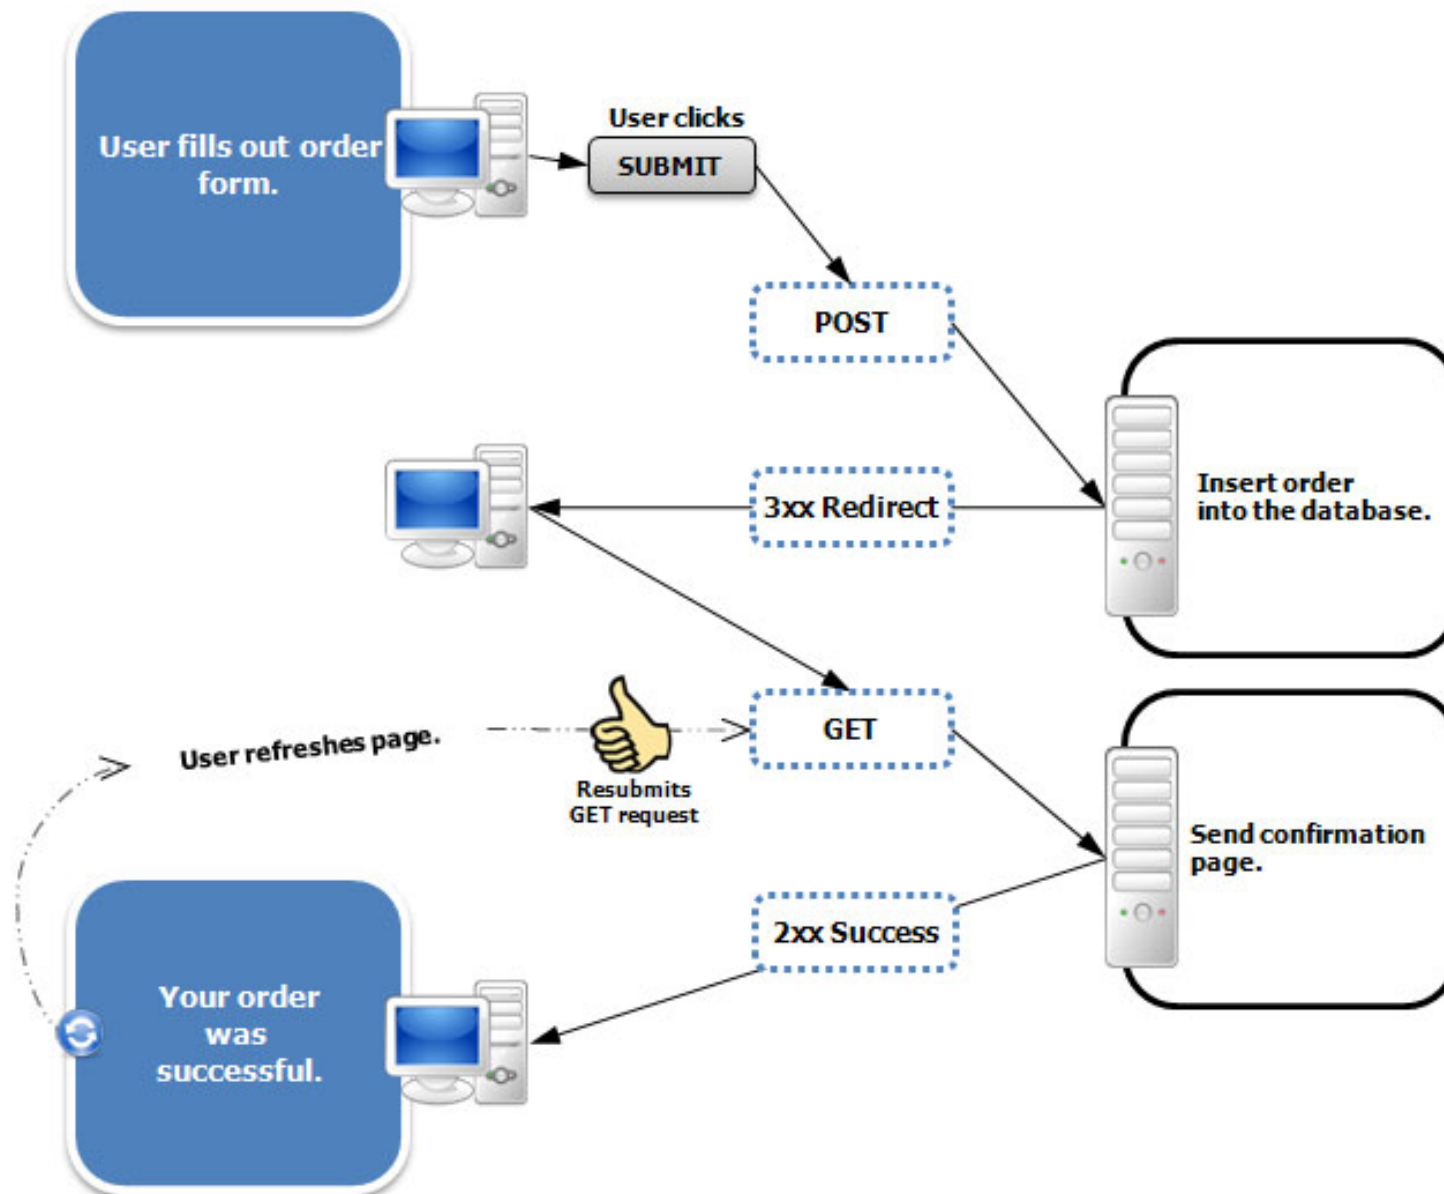 User fills out order
form.
User clicks
SUBMIT
POST
3xx Redirect
Insert order
into the database.
User refreshes page.
Resubmits
GET request
GET
Send confirmation
page.
2xx Success
Your order
was
successful.